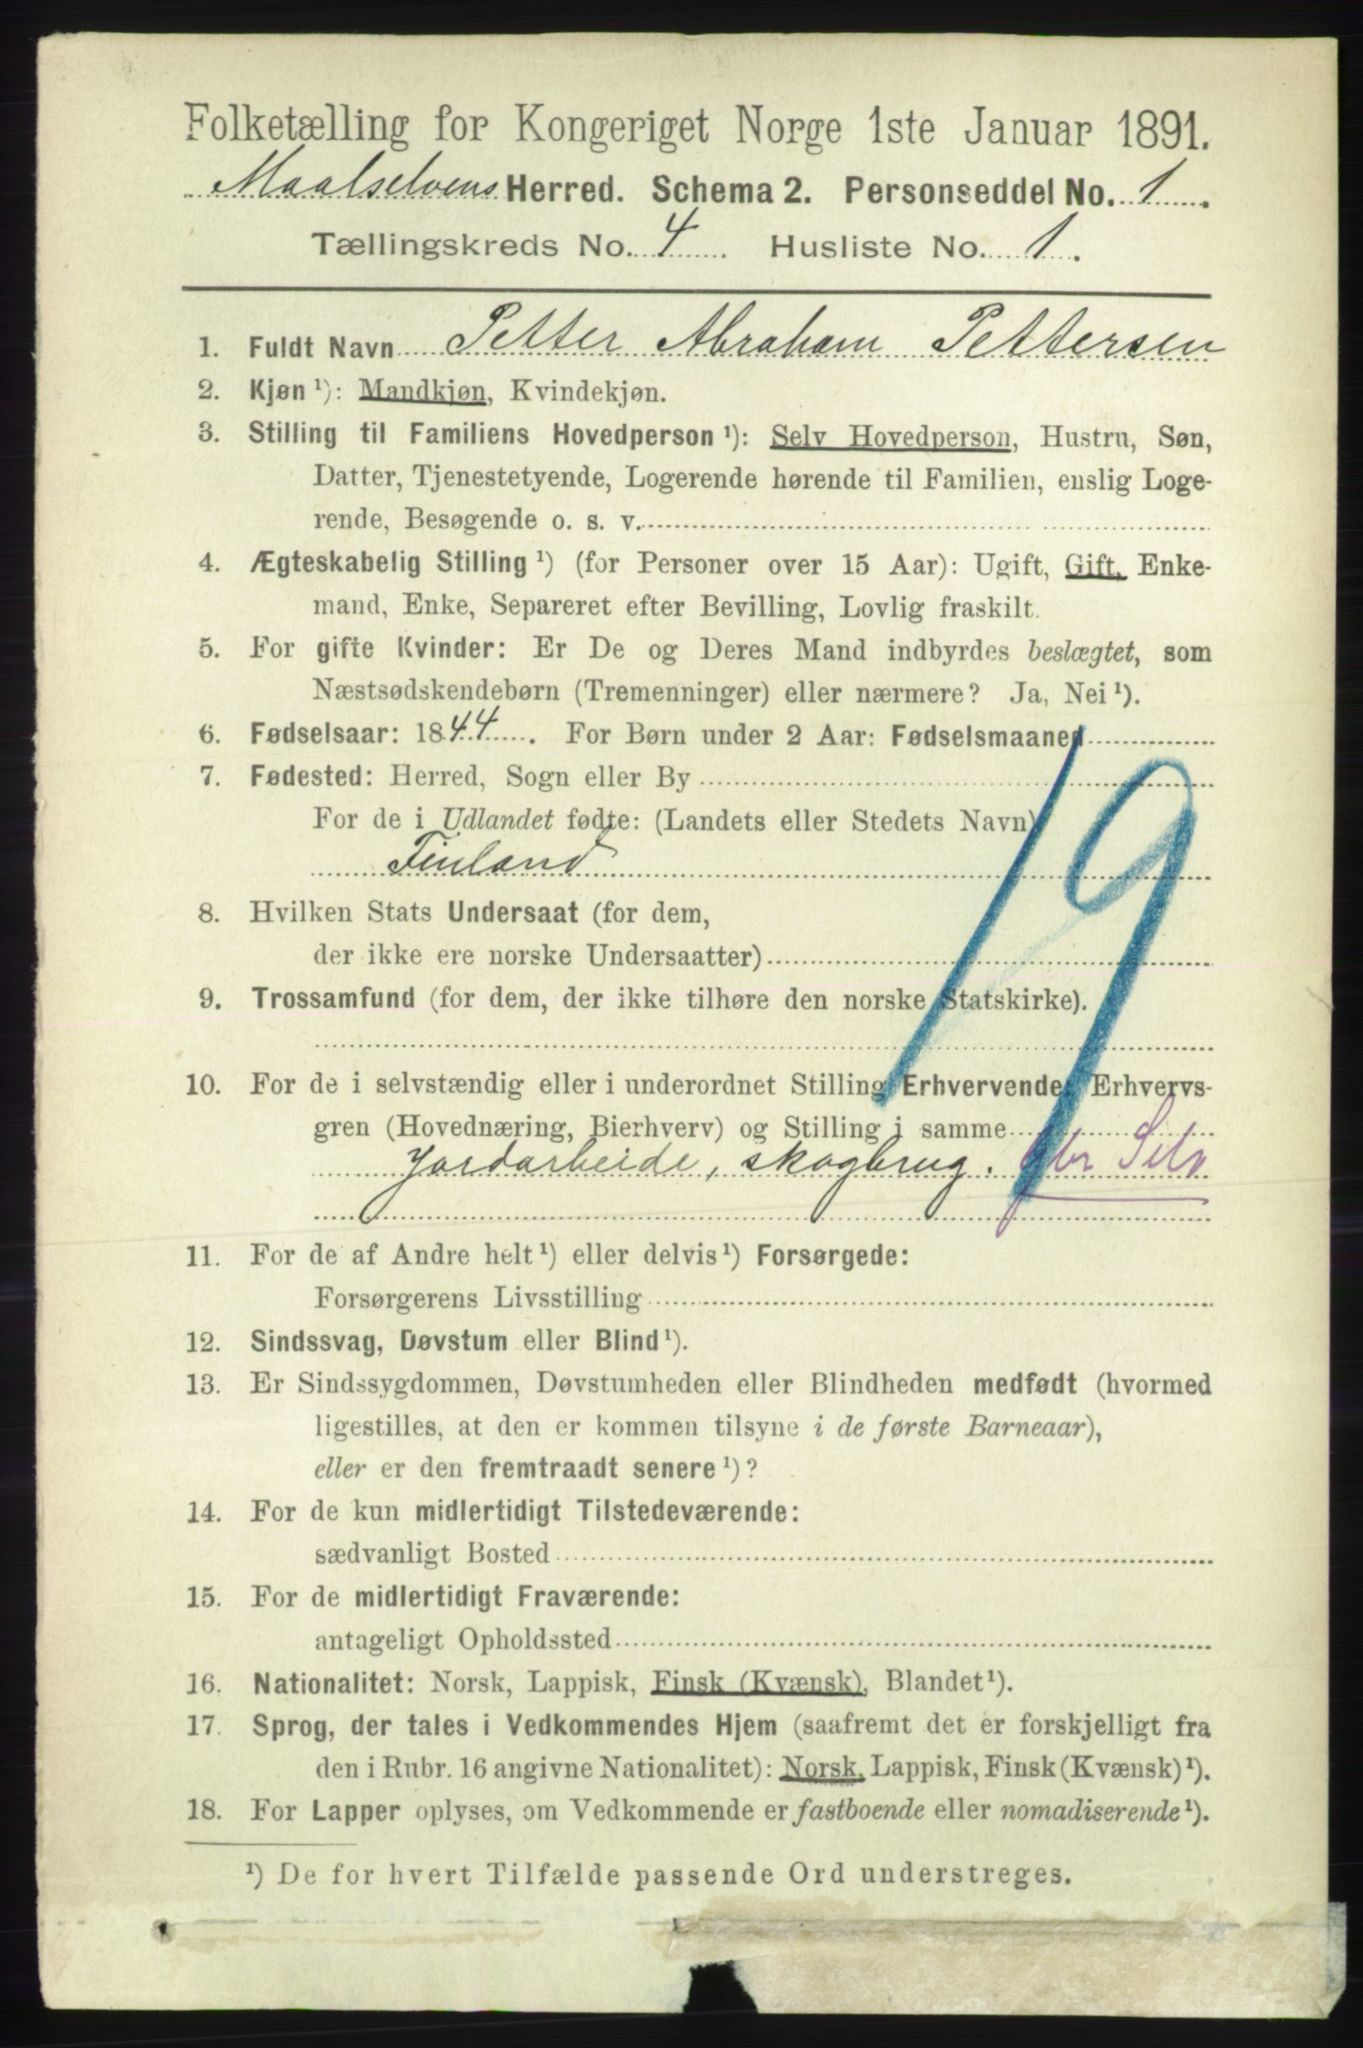 Folketælling for Kongeriget Norge 1ste Januar 1891.
Maalselvens Herred. Schema 2. Personseddel No. 1.
Tællingskreds No. 4 Husliste No. 1.
1. Fuldt Navn Petter Abraham Pettersen
2. Kjøn ¹): Mandkjøn, Kvindekjøn.
3. Stilling til Familiens Hovedperson ¹): Selv Hovedperson, Hustru, Søn,
Datter, Tjenestetyende, Logerende hørende til Familien, enslig Loge-
rende, Besøgende o. s. v.
4. Ægteskabelig Stilling ¹) (for Personer over 15 Aar): Ugift, Gift, Enke-
mand, Enke, Separeret efter Bevilling, Lovlig fraskilt.
5. For gifte Kvinder: Er De og Deres Mand indbyrdes beslægtet, som
Næstsødskendebørn (Tremenninger) eller nærmere? Ja, Nei ¹).
6. Fødselsaar: 1844. For Børn under 2 Aar: Fødselsmaaned
7. Fødested: Herred, Sogn eller By
For de i Udlandet fødte: (Landets eller Stedets Navn)
Finland
19
8. Hvilken Stats Undersaat (for dem,
der ikke ere norske Undersaatter)
9. Trossamfund (for dem, der ikke tilhøre den norske Statskirke).
10. For de i selvstændig eller i underordnet Stilling Erhvervende: Erhvervs-
gren (Hovednæring, Bierhverv) og Stilling i samme
Jordarbeide, skogbrug. gbr Selv
11. For de af Andre helt ¹) eller delvis ¹) Forsørgede:
Forsørgerens Livsstilling
12. Sindssvag, Døvstum eller Blind ¹).
13. Er Sindssygdommen, Døvstumheden eller Blindheden medfødt (hvormed
ligestilles, at den er kommen tilsyne i de første Barneaar),
eller er den fremtraadt senere ¹)?
14. For de kun midlertidigt Tilstedeværende:
sædvanligt Bosted
15. For de midlertidigt Fraværende:
antageligt Opholdssted
16. Nationalitet: Norsk, Lappisk, Finsk (Kvænsk), Blandet ¹).
17. Sprog, der tales i Vedkommendes Hjem (saafremt det er forskjelligt fra
den i Rubr. 16 angivne Nationalitet): Norsk, Lappisk, Finsk (Kvænsk) ¹).
18. For Lapper oplyses, om Vedkommende er fastboende eller nomadiserende ¹).
¹) De for hvert Tilfælde passende Ord understreges.